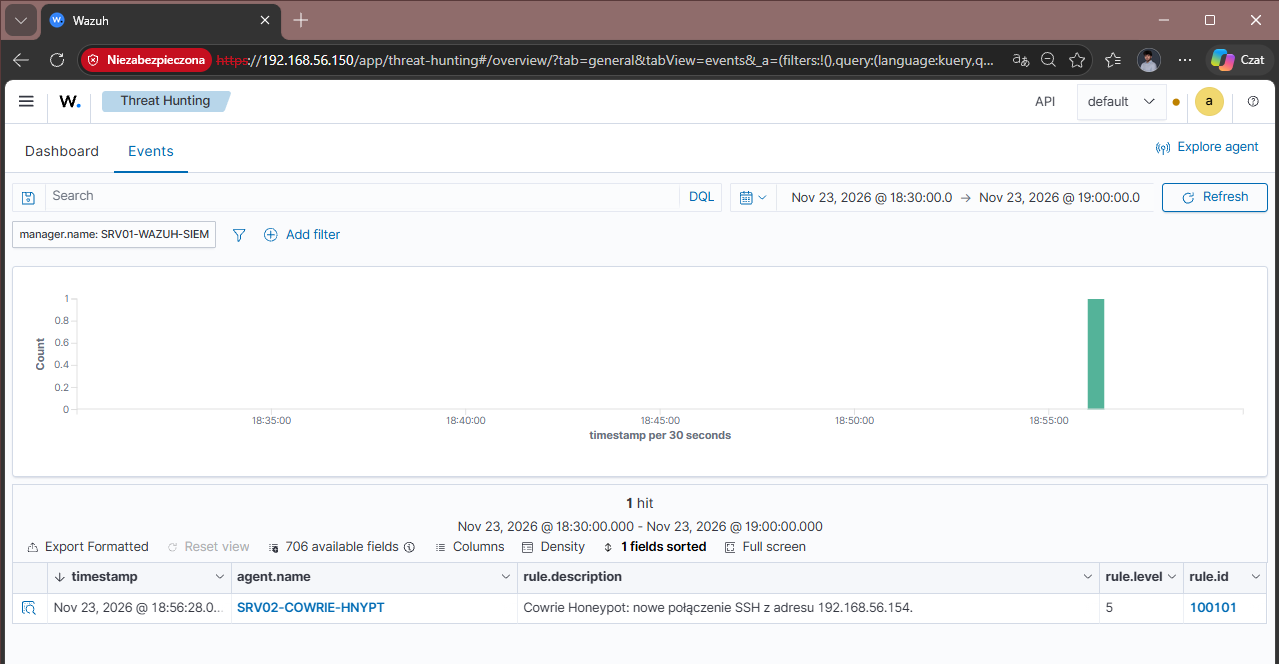 Wazuh
Niezabezpieczona https://192.168.56.150/app/threat-hunting#/overview/?tab=general&tabView=events&_a=(filters:!(),query:(language:kuery,q... Czat
W. Threat Hunting API default a
Dashboard Events Explore agent
Search DQL Nov 23, 2026 @ 18:30:00.0 → Nov 23, 2026 @ 19:00:00.0 Refresh
manager.name: SRV01-WAZUH-SIEM Add filter
1
0.8
0.6
0.4
0.2
0
Count
18:35:00 18:40:00 18:45:00 18:50:00 18:55:00
timestamp per 30 seconds
1 hit
Nov 23, 2026 @ 18:30:00.000 - Nov 23, 2026 @ 19:00:00.000
Export Formatted Reset view 706 available fields Columns Density 1 fields sorted Full screen
timestamp agent.name rule.description rule.level rule.id
Nov 23, 2026 @ 18:56:28.0... SRV02-COWRIE-HNYPT Cowrie Honeypot: nowe połączenie SSH z adresu 192.168.56.154. 5 100101